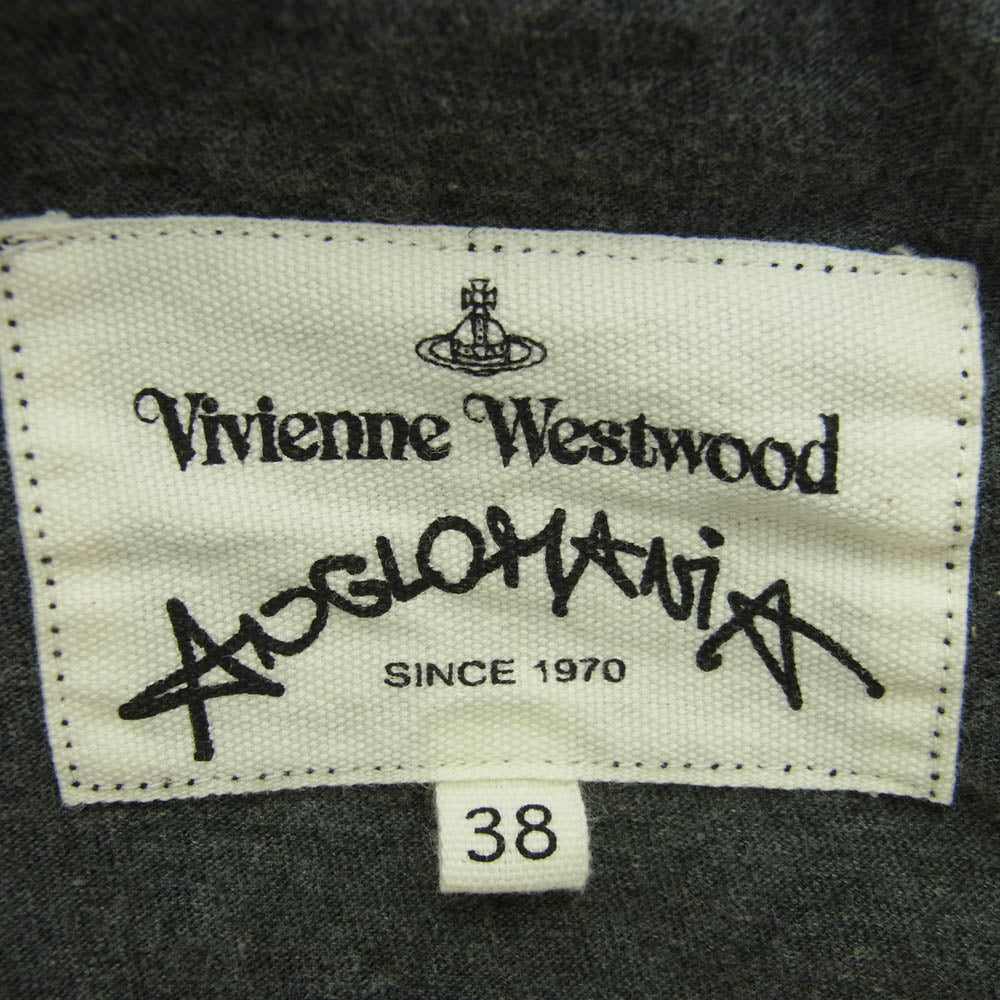 Vivienne Westwood
ANGLOMANiA
SINCE 1970
38